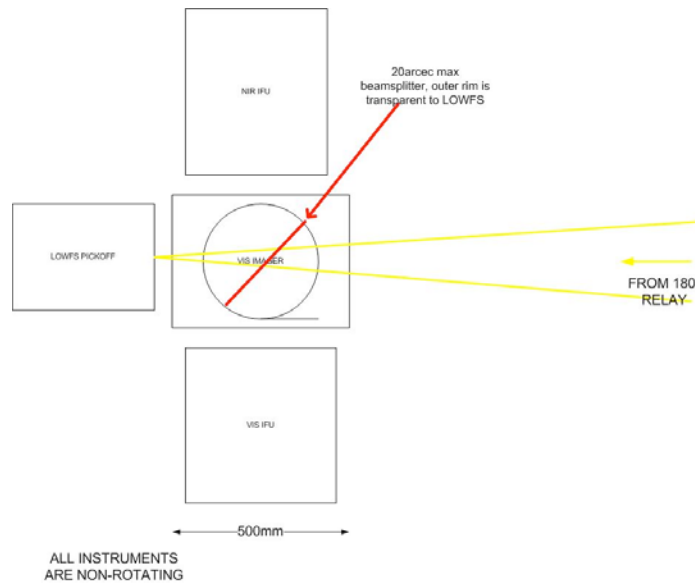 NIR IFU
20arcec max
beamsplitter, outer rim is
transparent to LOWFS
LOWFS PICKOFF
VIS IMAGER
FROM 180
RELAY
VIS IFU
500mm
ALL INSTRUMENTS
ARE NON-ROTATING